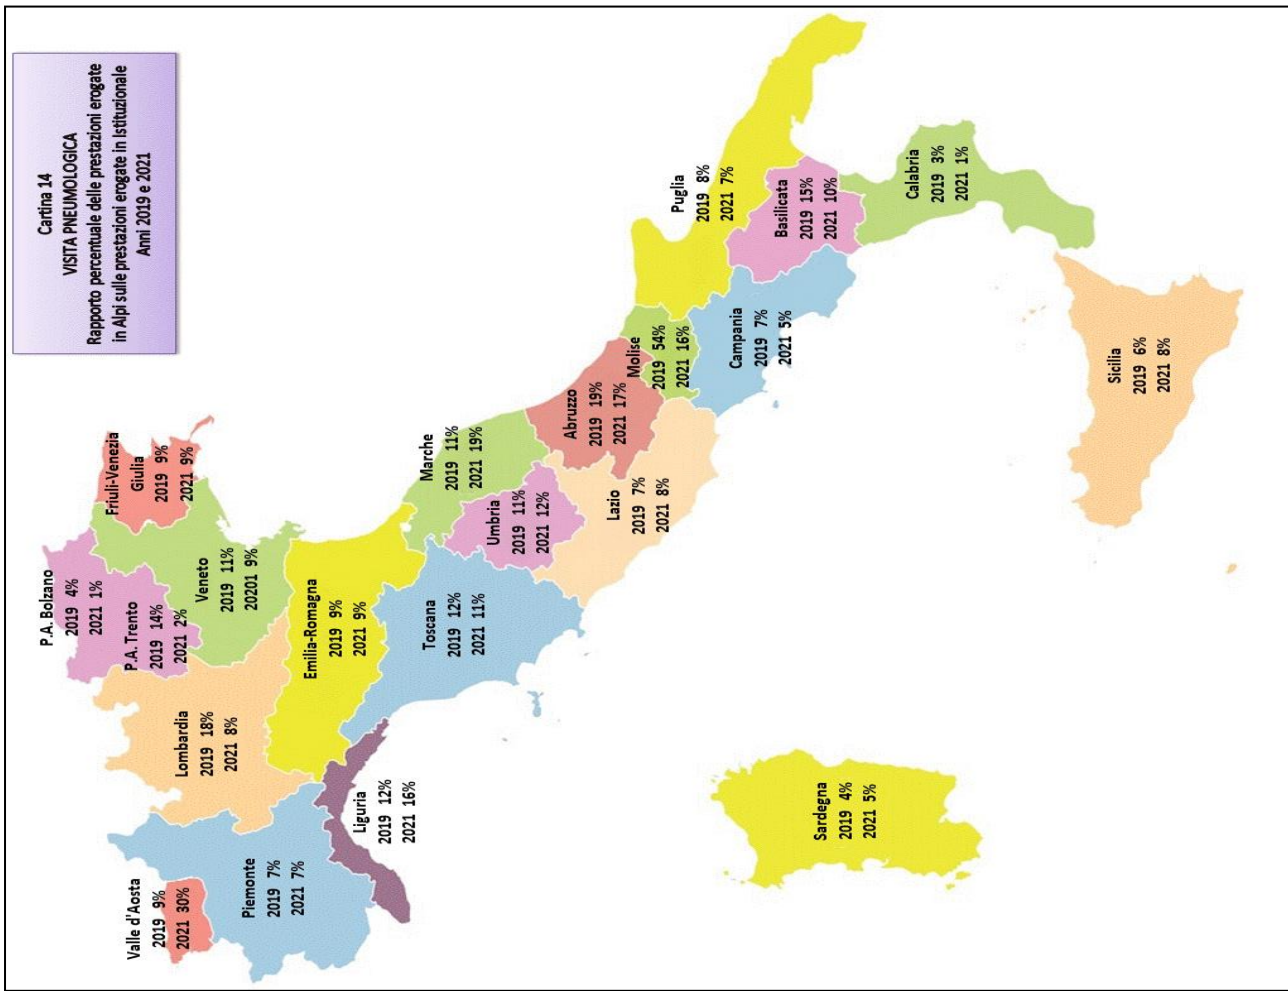 Cartina 14
VISITA PNEUMOLOGICA
Rapporto percentuale delle prestazioni erogate
in Alpi sulle prestazioni erogate in Istituzionale
Anni 2019 e 2021
Valle d'Aosta
2019 9%
2021 30%
Piemonte
2019 7%
2021 7%
Liguria
2019 12%
2021 16%
Lombardia
2019 18%
2021 8%
P.A. Bolzano
2019 4%
2021 1%
P.A. Trento
2019 14%
2021 2%
Veneto
2019 11%
20201 9%
Friuli-Venezia
Giulia
2019 9%
2021 9%
Emilia-Romagna
2019 9%
2021 9%
Toscana
2019 12%
2021 11%
Umbria
2019 11%
2021 12%
Marche
2019 11%
2021 19%
Lazio
2019 7%
2021 8%
Abruzzo
2019 19%
2021 17%
Molise
2019 54%
2021 16%
Campania
2019 7%
2021 5%
Puglia
2019 8%
2021 7%
Basilicata
2019 15%
2021 10%
Calabria
2019 3%
2021 1%
Sicilia
2019 6%
2021 8%
Sardegna
2019 4%
2021 5%